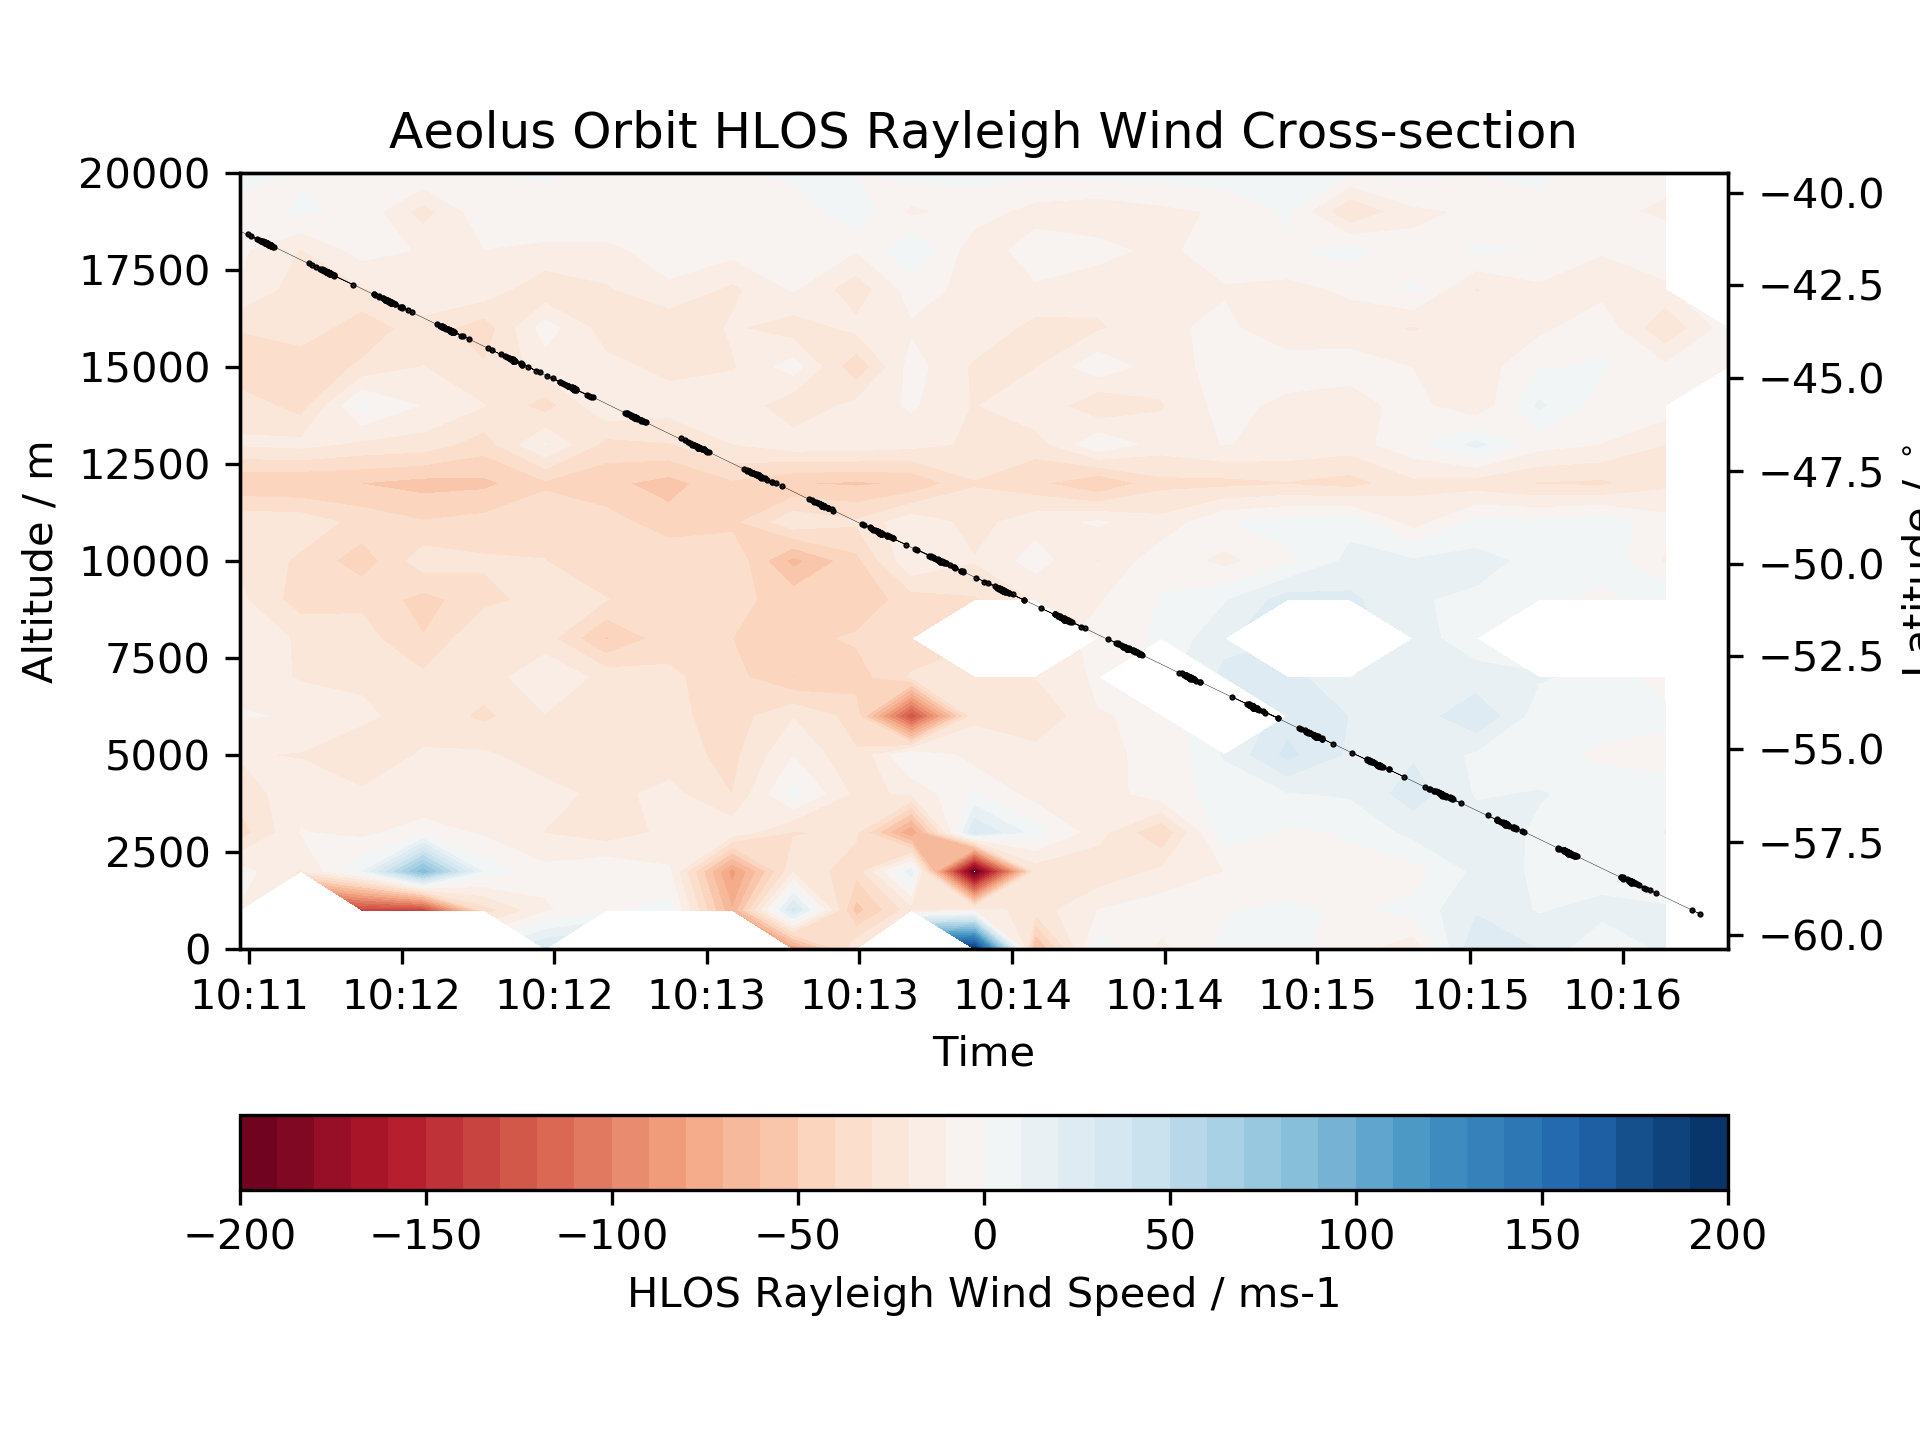 Aeolus Orbit HLOS Rayleigh Wind Cross-section
20000
17500
15000
12500
10000
7500
5000
2500
0
Altitude / m
−40.0
−42.5
−45.0
−47.5
−50.0
−52.5
−55.0
−57.5
−60.0
Latitude / °
10:11 10:12 10:12 10:13 10:13 10:14 10:14 10:15 10:15 10:16
Time
−200 −150 −100 −50 0 50 100 150 200
HLOS Rayleigh Wind Speed / ms-1